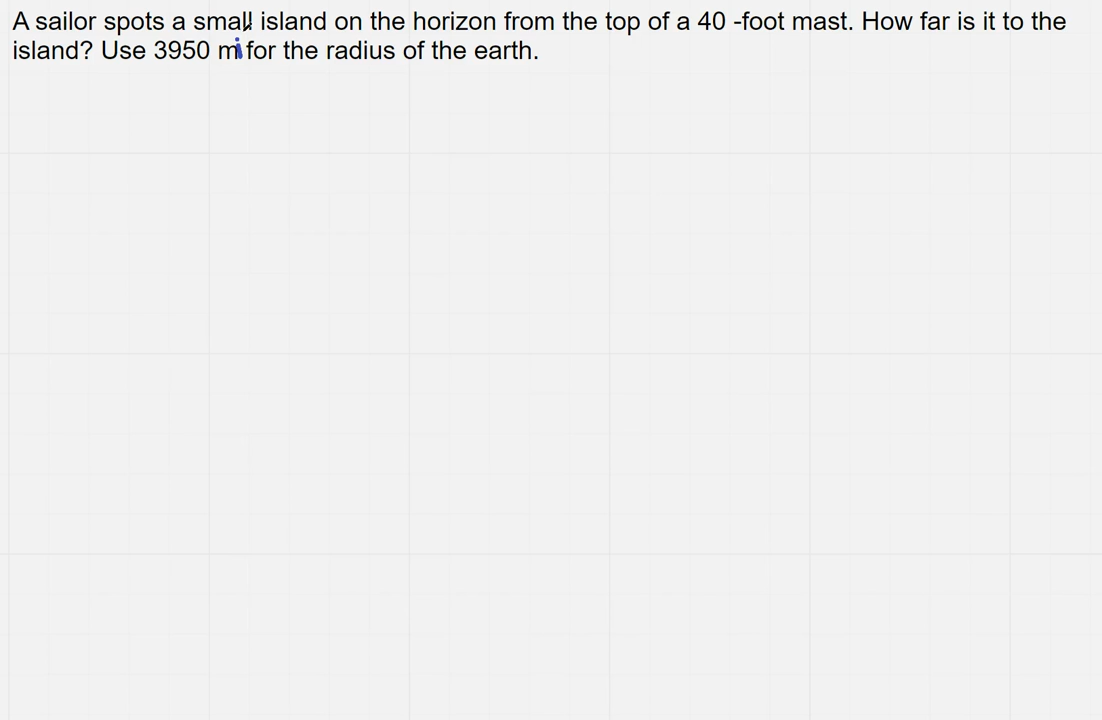 A sailor spots a small island on the horizon from the top of a 40 -foot mast. How far is it to the
island? Use 3950 mi for the radius of the earth.